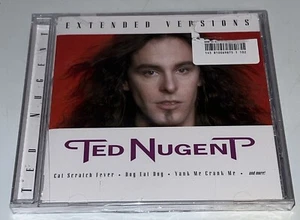 EXTENDED VERSIONS
TED NUGENT
TED NUGENT
Cat Scratch Fever • Dog Eat Dog • Yank Me Crank Me • and more!